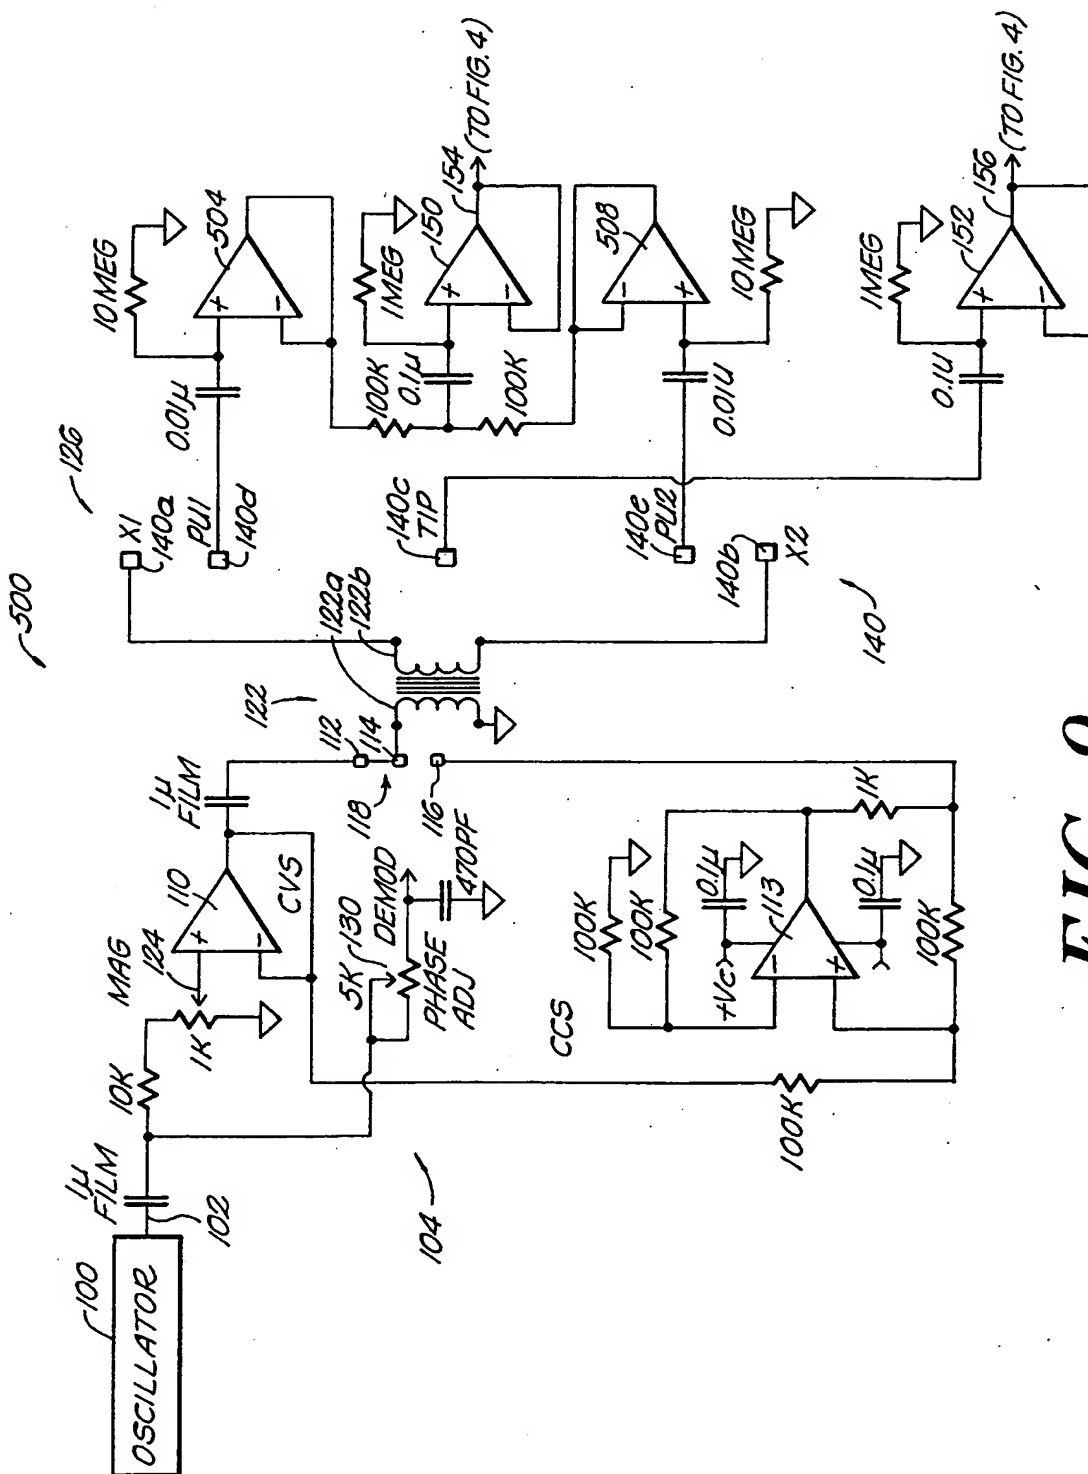 500
126
OSCILLATOR
100
102
1µ
FILM
10K
1K
MAG
124
+
-
110
CVS
1µ
FILM
5K
130
DEMOD
PHASE
ADJ
470PF
104
112
114
116
118
122
122a
122b
CCS
100K
100K
100K
100K
+Vc
0.1µ
0.1µ
113
-
+
1K
X1
140a
PU1
140d
140c
TIP
140e
PU2
140b
X2
140
0.01µ
10 MEG
+
-
504
100K
0.1µ
100K
1MEG
+
-
150
154
(TO FIG. 4)
-
+
508
0.01U
10 MEG
0.1U
1MEG
+
-
152
156
(TO FIG. 4)